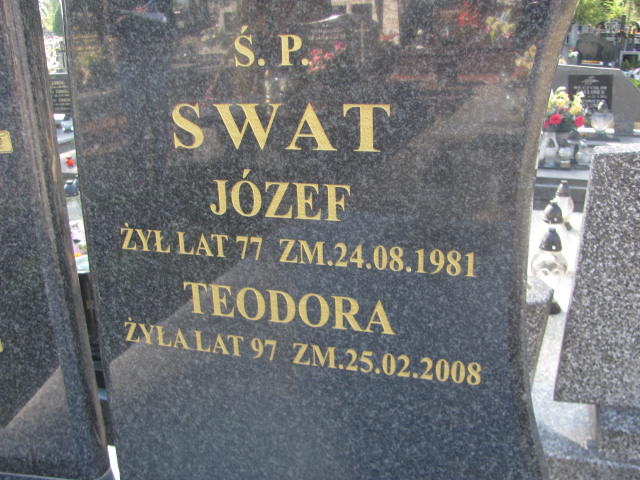 Ś. P.
SWAT
JÓZEF
ŻYŁ LAT 77 ZM.24.08.1981
TEODORA
ŻYŁA LAT 97 ZM.25.02.2008